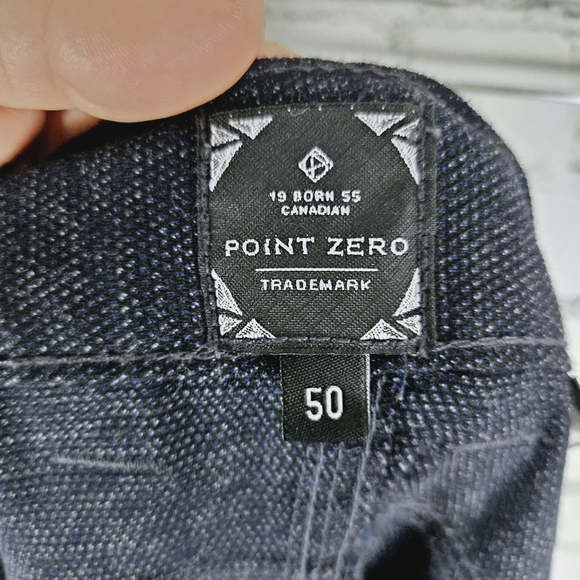 19 BORN 55
CANADIAN
POINT ZERO
TRADEMARK
50